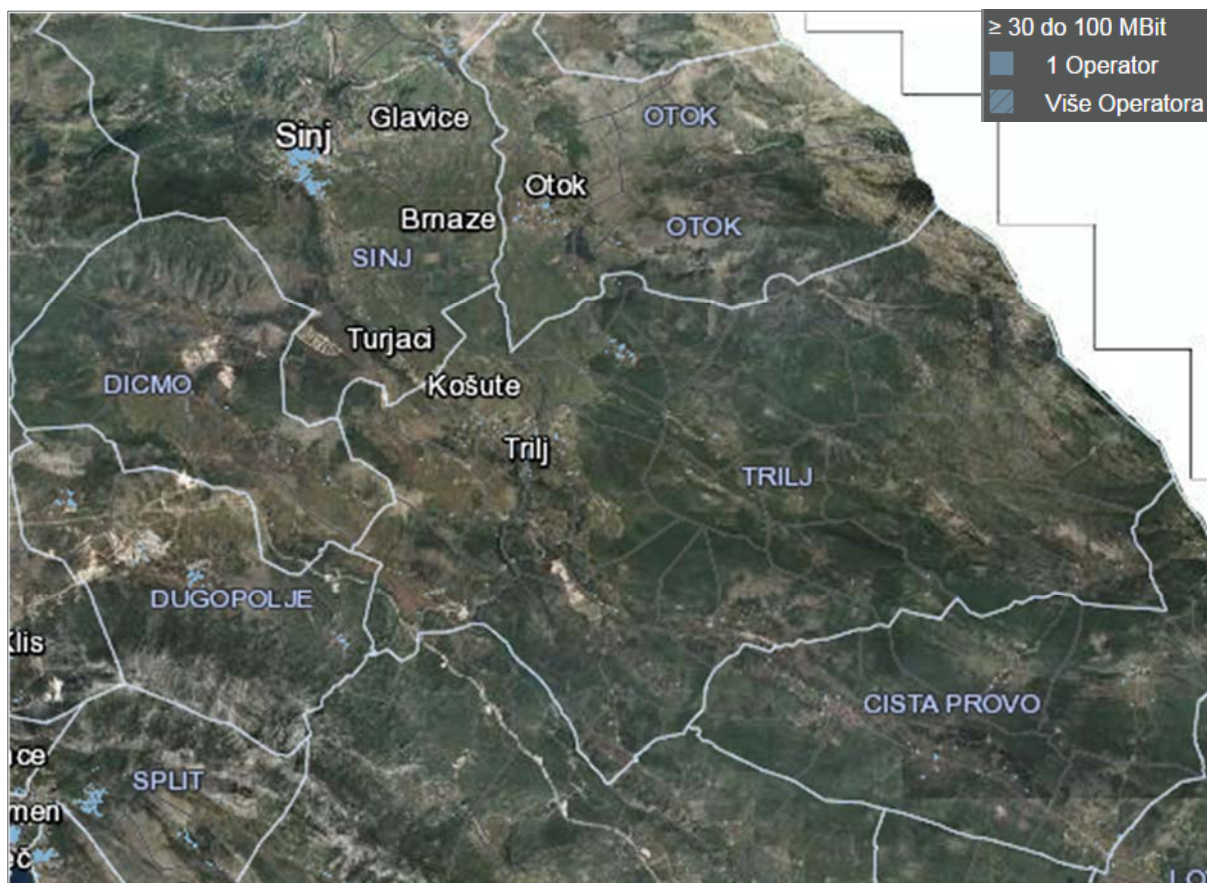 ≥ 30 do 100 MBit
1 Operator
Više Operatora
Glavice
OTOK
Sinj
Otok
Brnaze
OTOK
SINJ
Turjaci
DICMO
Košute
Trilj
TRILJ
DUGOPOLJE
Klis
CISTA PROVO
SPLIT